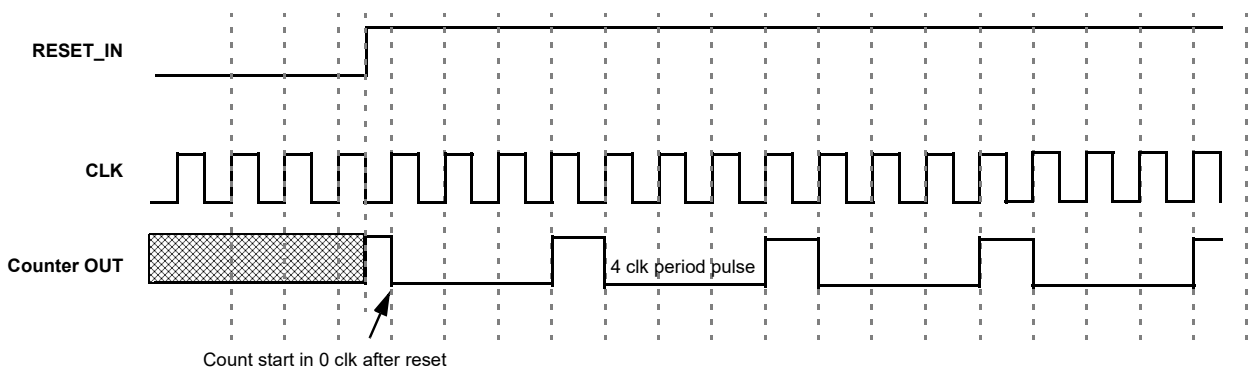 RESET_IN
CLK
Counter OUT
4 clk period pulse
Count start in 0 clk after reset